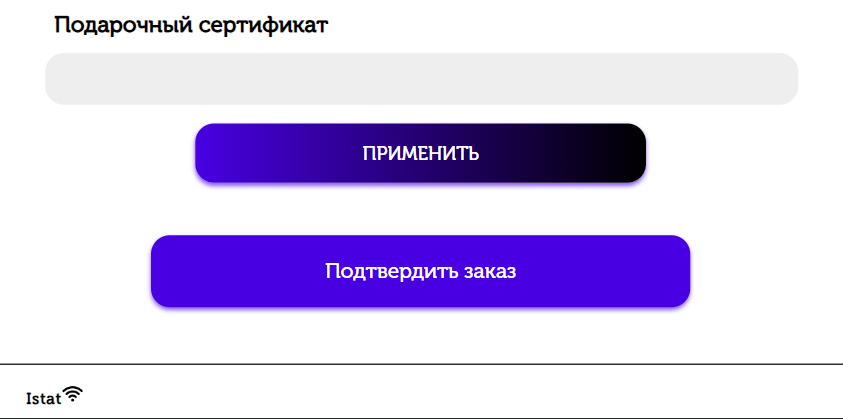 Подарочный сертификат
ПРИМЕНИТЬ
Подтвердить заказ
Istat